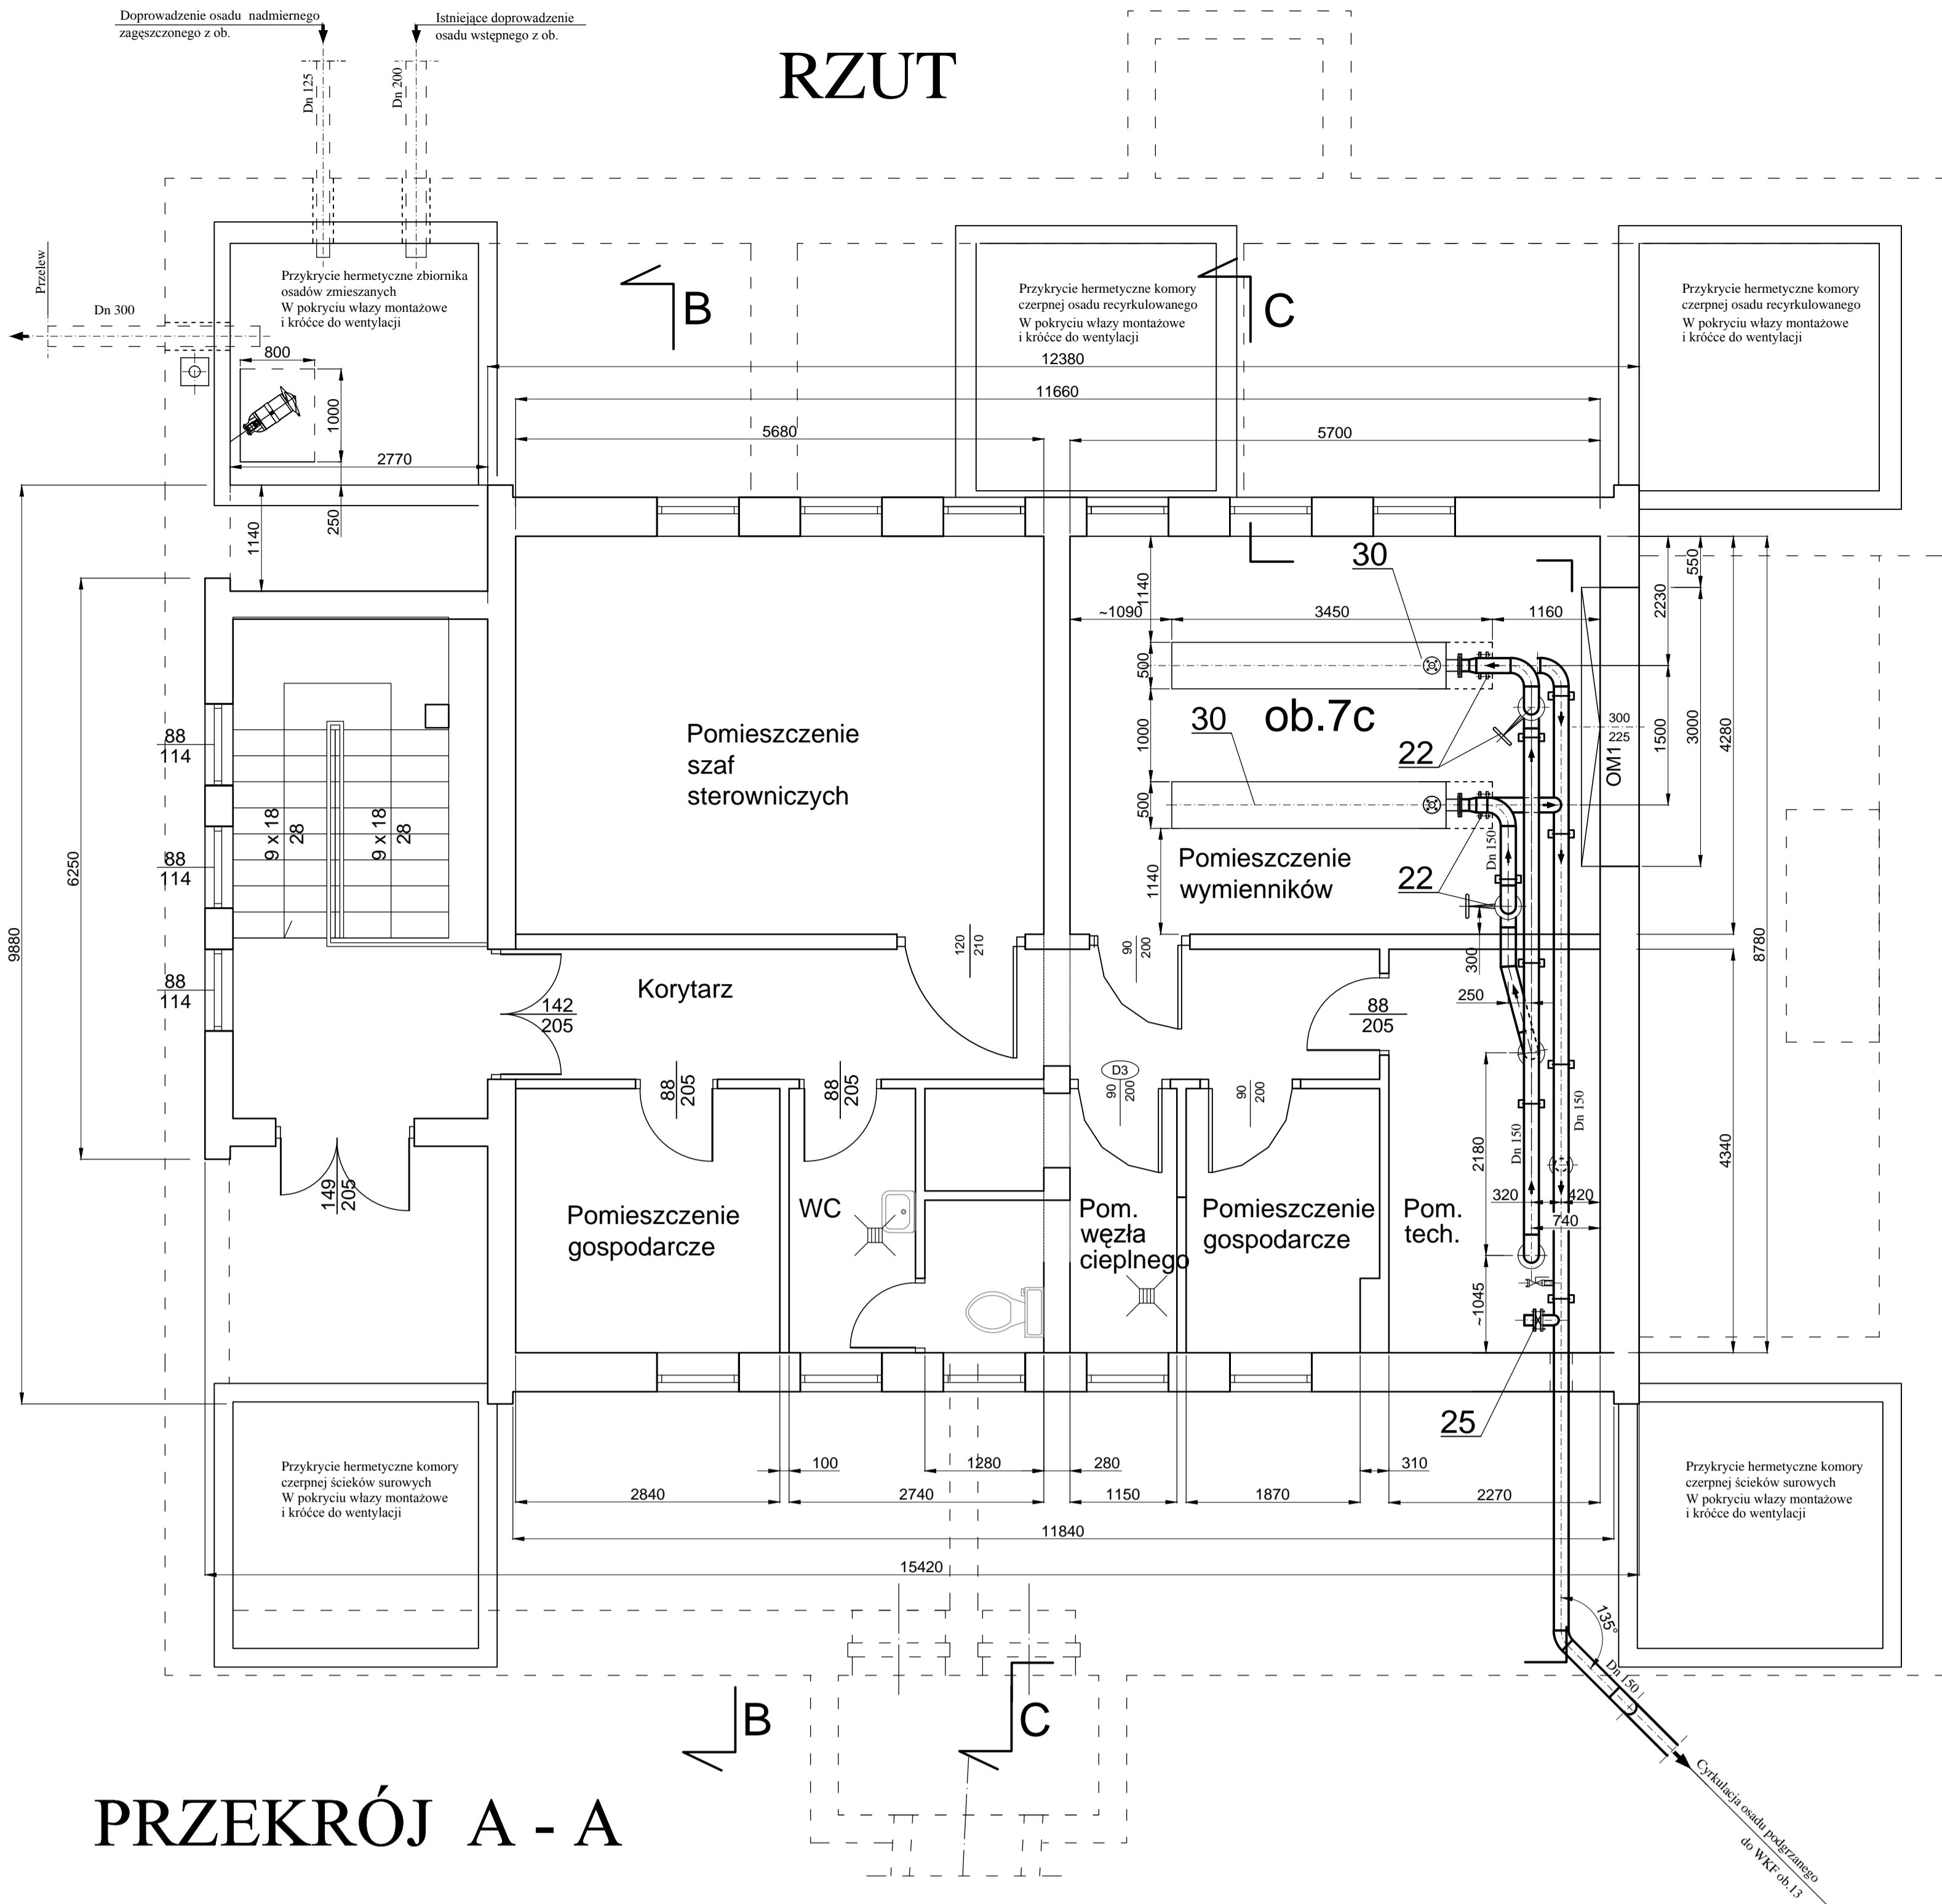 Doprowadzenie osadu nadmiernego
zagęszczonego z ob.
Istniejące doprowadzenie
osadu wstępnego z ob.
RZUT
Dn 125
Dn 200
Przelew
Dn 300
Przykrycie hermetyczne zbiornika
osadów zmieszanych
W pokryciu włazy montażowe
i króćce do wentylacji
B
Przykrycie hermetyczne komory
czerpnej osadu recyrkulowanego
W pokryciu włazy montażowe
i króćce do wentylacji
C
Przykrycie hermetyczne komory
czerpnej osadu recyrkulowanego
W pokryciu włazy montażowe
i króćce do wentylacji
800
1000
12380
11660
5680
5700
2770
250
1140
30
1140
~1090
3450
1160
550
2230
500
ob.7c
30
1000
22
300
225
OM1
1500
3000
4280
500
Pomieszczenie
szaf
sterowniczych
88
114
9 x 18
28
9 x 18
28
88
114
88
114
6250
9880
Pomieszczenie
wymienników
1140
22
Dn 150
120
210
90
200
300
250
8780
Korytarz
142
205
88
205
88
205
88
205
D3
90
200
90
200
2180
Dn 150
Dn 150
4340
149
205
Pomieszczenie
gospodarcze
WC
Pom.
węzła
cieplnego
Pomieszczenie
gospodarcze
Pom.
tech.
320
420
740
~1045
25
Przykrycie hermetyczne komory
czerpnej ścieków surowych
W pokryciu włazy montażowe
i króćce do wentylacji
100
1280
280
310
2840
2740
1150
1870
2270
11840
15420
Przykrycie hermetyczne komory
czerpnej ścieków surowych
W pokryciu włazy montażowe
i króćce do wentylacji
135°
Dn 150
B
C
Cyrkulacja osadu podgrzanego
do WKF ob.13
PRZEKRÓJ A - A